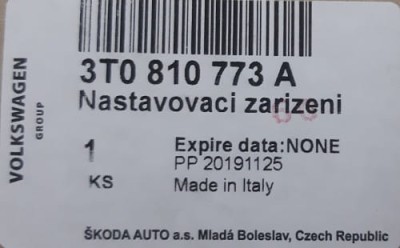 VOLKSWAGEN
GROUP
3T0 810 773 A
Nastavovaci zarizeni
1
KS
Expire data:NONE
PP 20191125
Made in Italy
ŠKODA AUTO a.s. Mladá Boleslav, Czech Republic